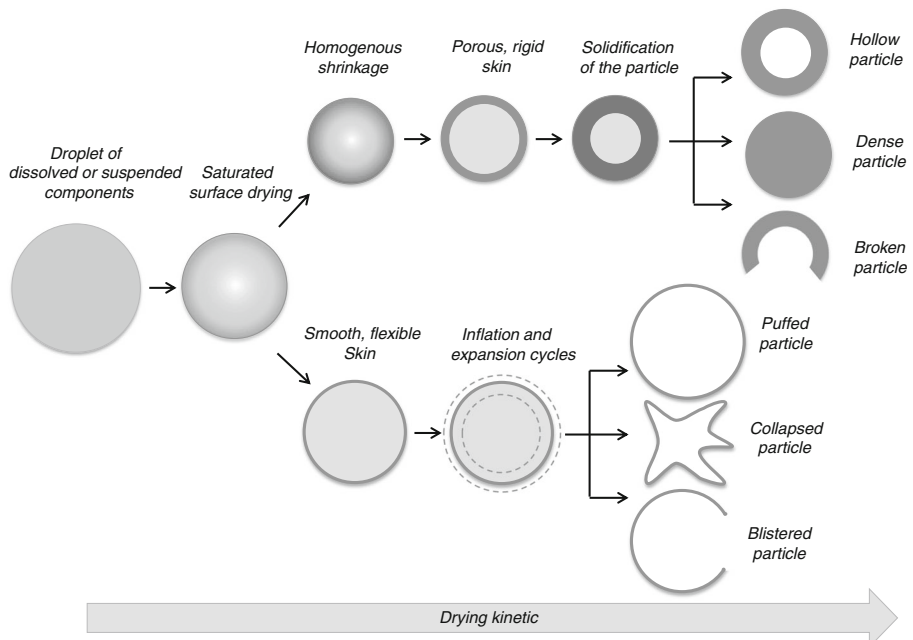 Droplet of
dissolved or suspended
components
Saturated
surface drying
Homogenous
shrinkage
Porous, rigid
skin
Solidification
of the particle
Hollow
particle
Dense
particle
Broken
particle
Smooth, flexible
Skin
Inflation and
expansion cycles
Puffed
particle
Collapsed
particle
Blistered
particle
Drying kinetic